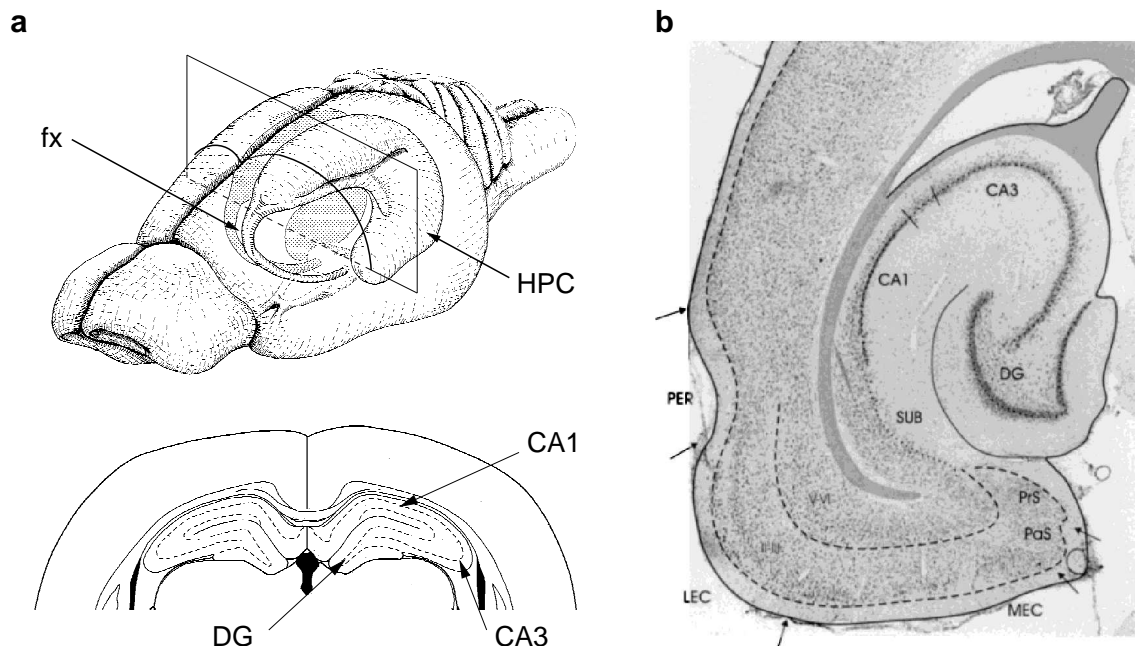 a
fx
HPC
CA1
DG
CA3
b
CA3
CA1
DG
PER
SUB
V-VI
PrS
PaS
II-III
LEC
MEC